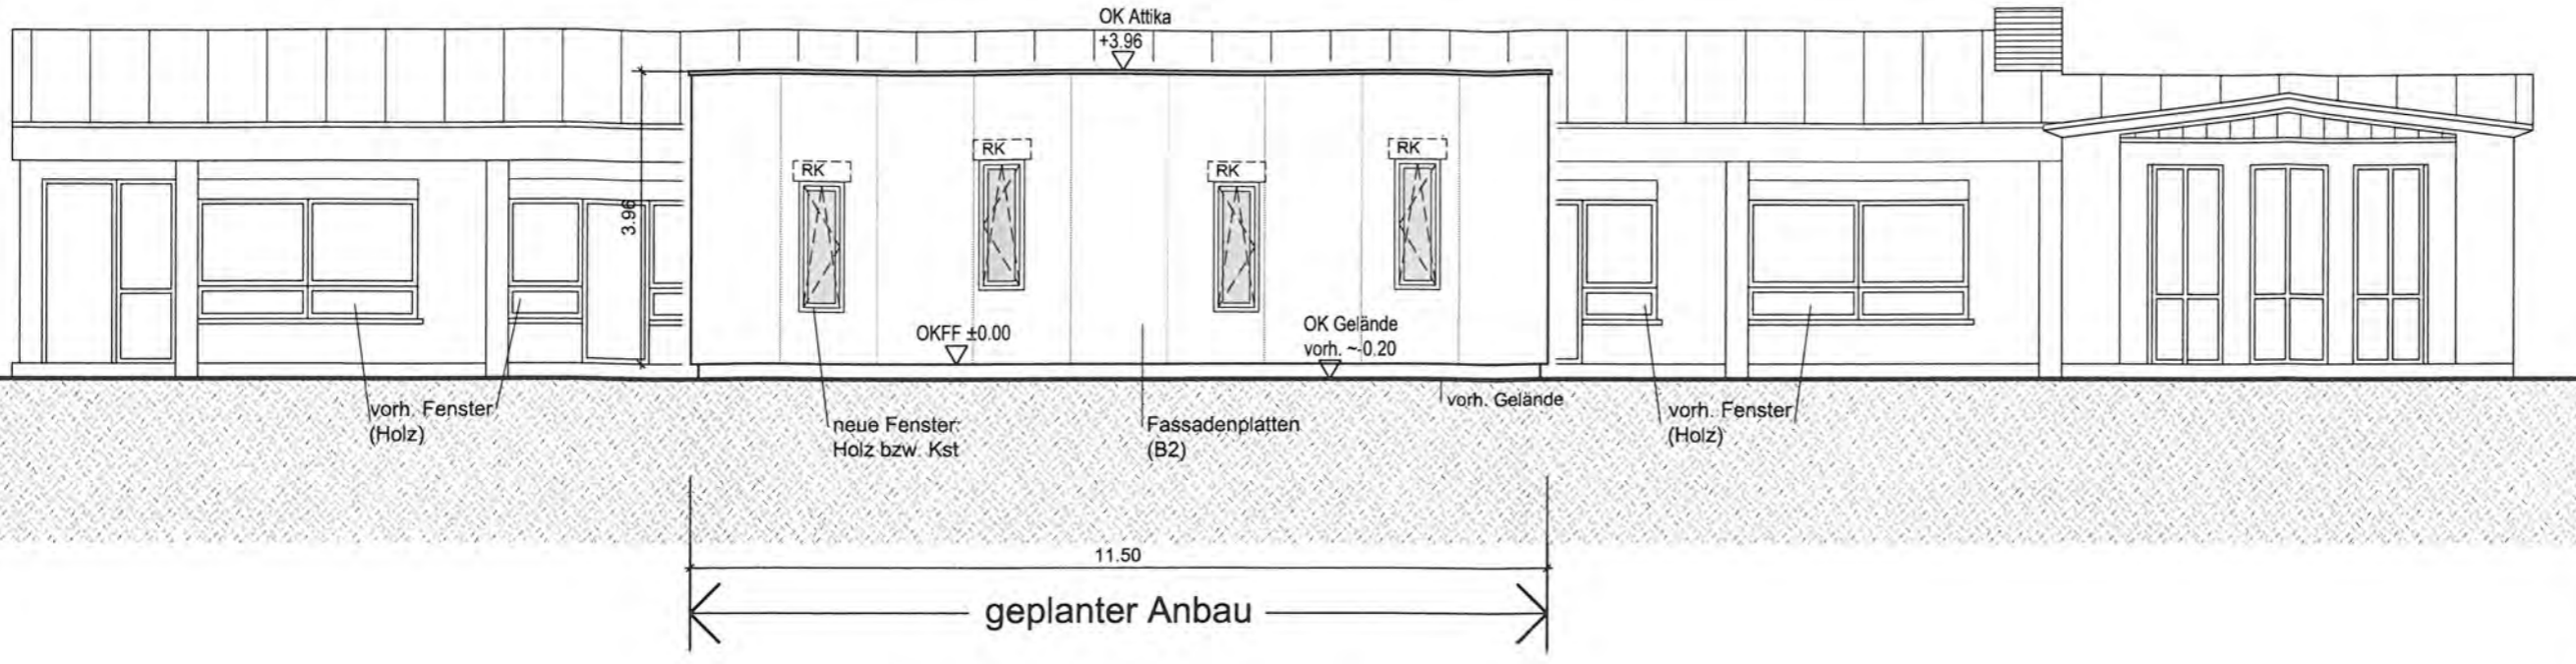 OK Attika
+3.96
3.96
RK
RK
RK
RK
OKFF ±0.00
OK Gelände
vorh. ~-0.20
vorh. Fenster
(Holz)
neue Fenster:
Holz bzw. Kst
Fassadenplatten
(B2)
vorh. Gelände
vorh. Fenster
(Holz)
11.50
geplanter Anbau